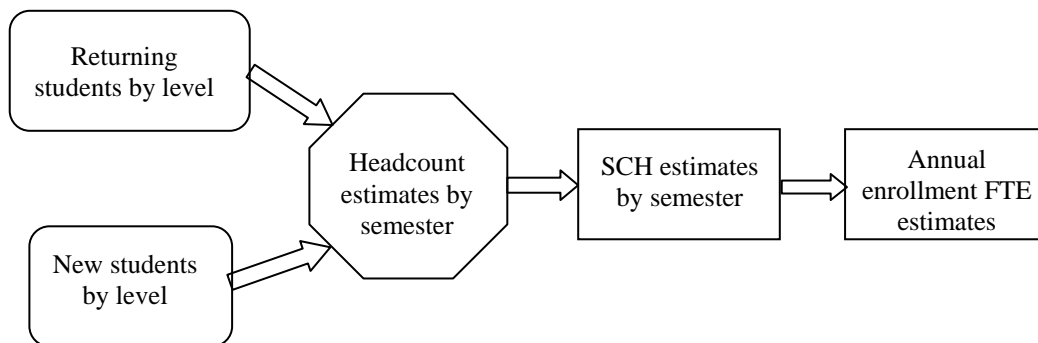 Returning
students by level
New students
by level
Headcount
estimates by
semester
SCH estimates
by semester
Annual
enrollment FTE
estimates